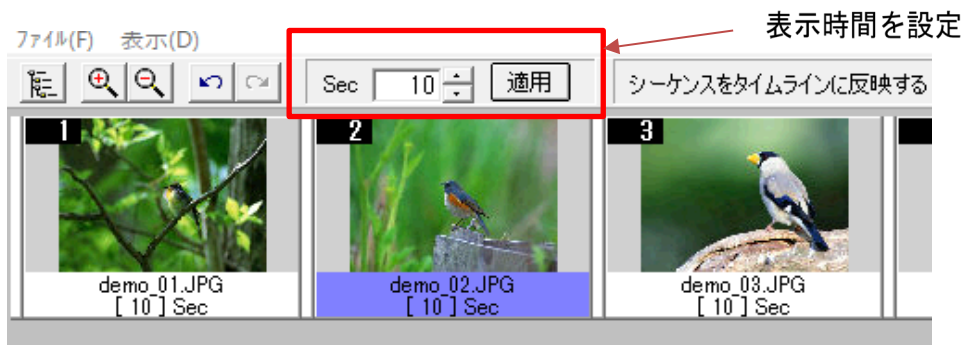 表示時間を設定
ﾌｧｲﾙ(F) 表示(D)
Sec 10 適用 シーケンスをタイムラインに反映する
1 2 3
demo_01.JPG demo_02.JPG demo_03.JPG
[ 10 ] Sec [ 10 ] Sec [ 10 ] Sec